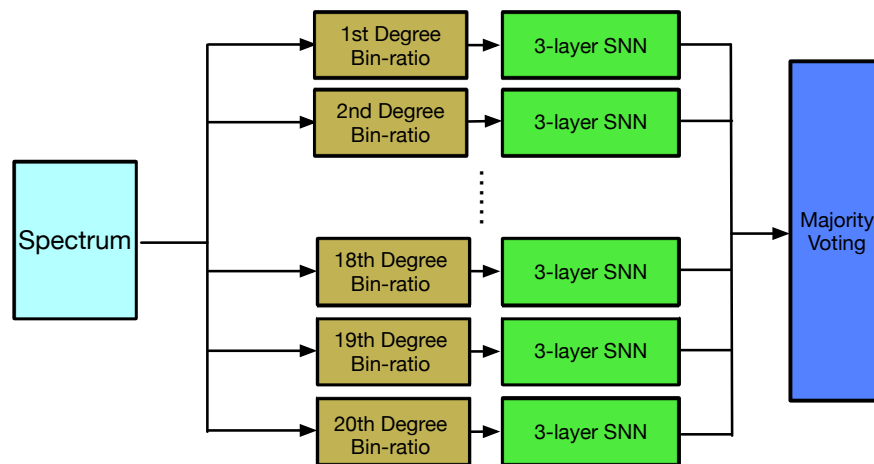 1st Degree
Bin-ratio
3-layer SNN
2nd Degree
Bin-ratio
3-layer SNN
Spectrum
18th Degree
Bin-ratio
3-layer SNN
19th Degree
Bin-ratio
3-layer SNN
20th Degree
Bin-ratio
3-layer SNN
Majority
Voting